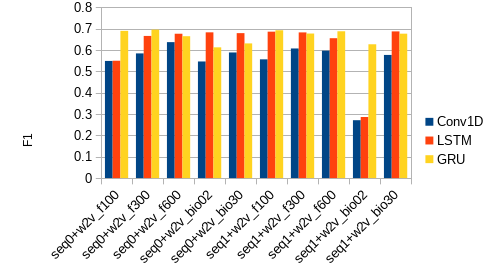 0.8
0.7
0.6
0.5
0.4
0.3
0.2
0.1
0
F1
seq0+w2v_f100
seq0+w2v_f300
seq0+w2v_f600
seq0+w2v_bio02
seq0+w2v_bio30
seq1+w2v_f100
seq1+w2v_f300
seq1+w2v_f600
seq1+w2v_bio02
seq1+w2v_bio30
Conv1D
LSTM
GRU